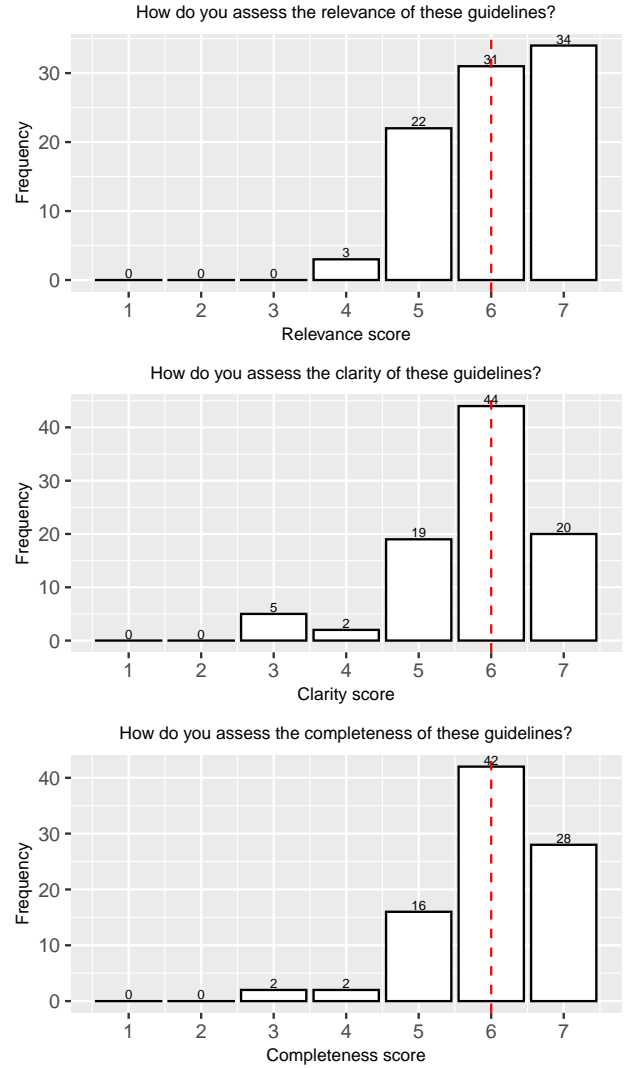 How do you assess the relevance of these guidelines?
34
31
30
22
20
10
3
0 0 0
0
1 2 3 4 5 6 7
Frequency
Relevance score
How do you assess the clarity of these guidelines?
44
40
30
20
19
20
10
5
2
0 0
0
1 2 3 4 5 6 7
Frequency
Clarity score
How do you assess the completeness of these guidelines?
42
40
30
28
20
16
10
2 2
0 0
0
1 2 3 4 5 6 7
Frequency
Completeness score